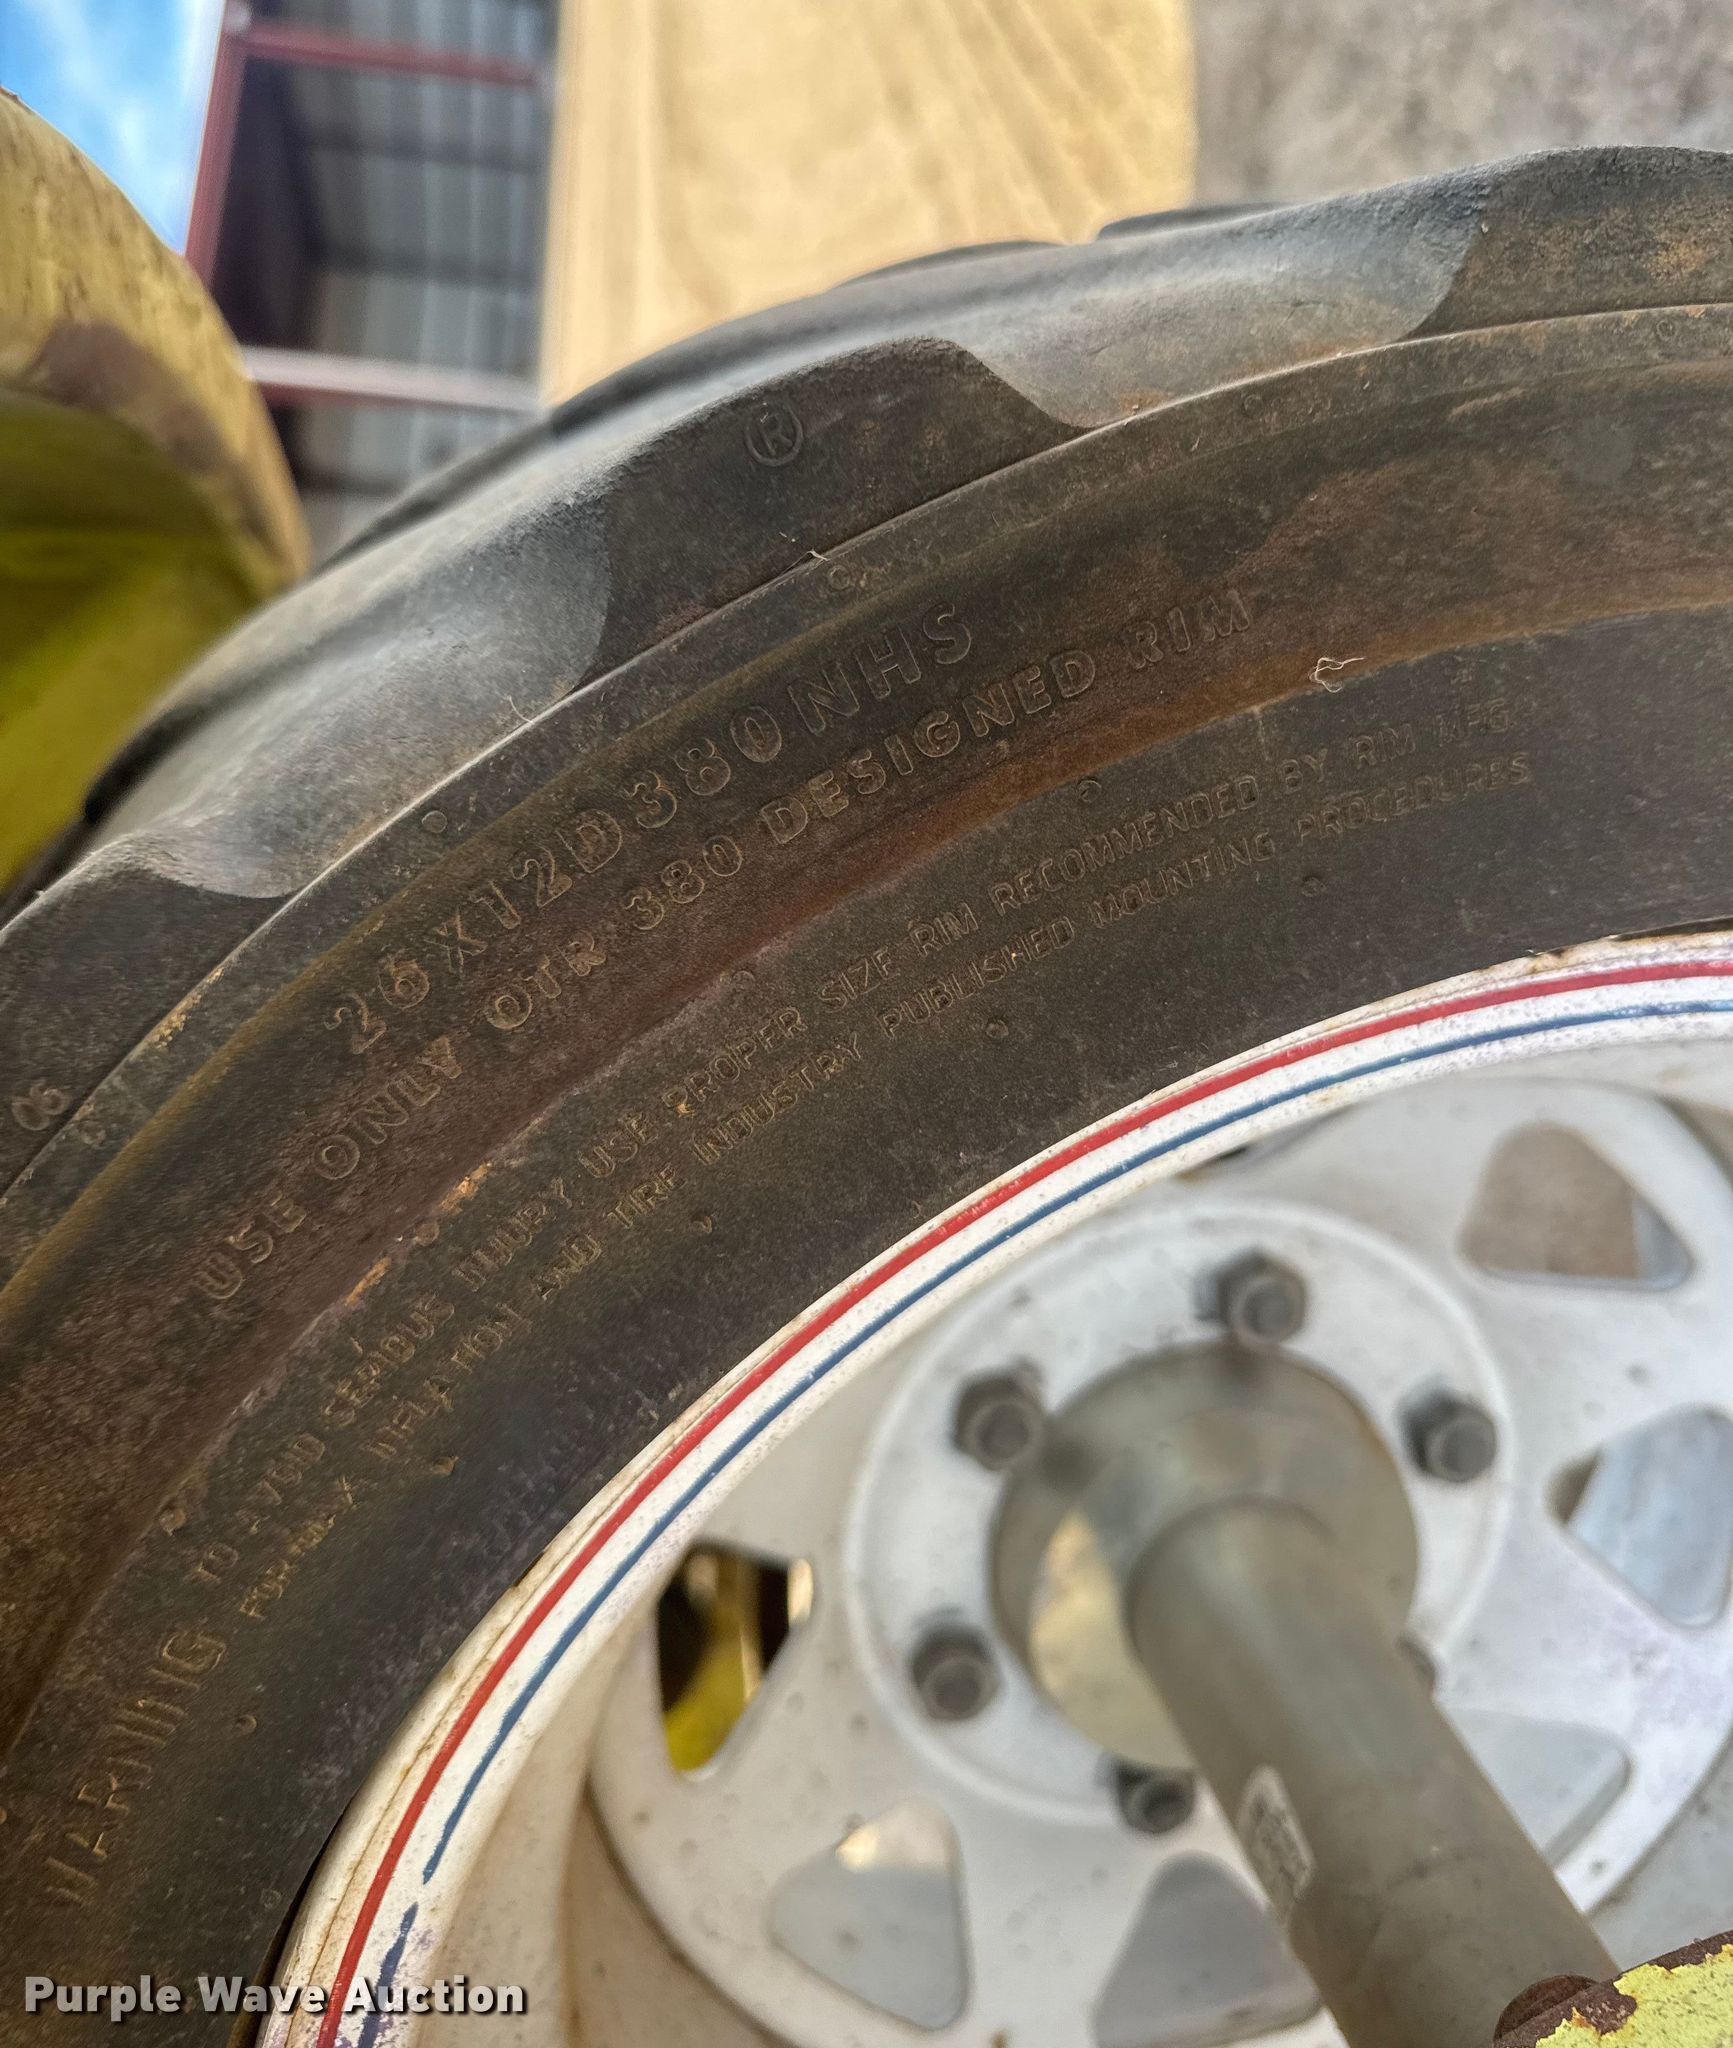 ®
26X12D380NHS
USE ONLY OTR 380 DESIGNED RIM
WARNING TO AVOID SERIOUS INJURY, USE PROPER SIZE RIM RECOMMENDED BY RIM MFG.
FOR MAX INFLATION AND TIRE INDUSTRY PUBLISHED MOUNTING PROCEDURES
Purple Wave Auction